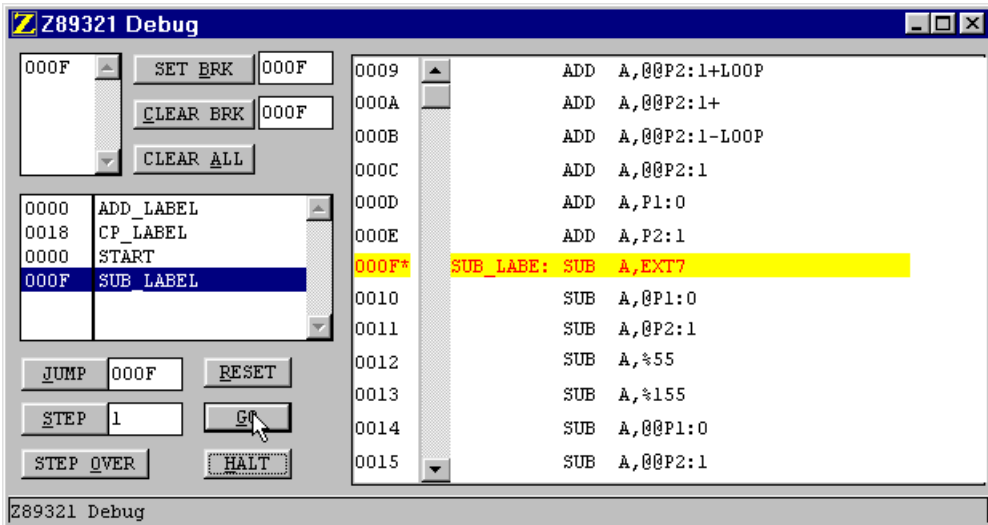 Z Z89321 Debug
000F SET BRK 000F
CLEAR BRK 000F
CLEAR ALL
0000 ADD_LABEL
0018 CP_LABEL
0000 START
000F SUB_LABEL
JUMP 000F RESET
STEP 1 GO
STEP OVER HALT
0009 ADD A,@@P2:1+LOOP
000A ADD A,@@P2:1+
000B ADD A,@@P2:1-LOOP
000C ADD A,@@P2:1
000D ADD A,P1:0
000E ADD A,P2:1
000F* SUB_LABE: SUB A,EXT7
0010 SUB A,@P1:0
0011 SUB A,@P2:1
0012 SUB A,%55
0013 SUB A,%155
0014 SUB A,@@P1:0
0015 SUB A,@@P2:1
Z89321 Debug